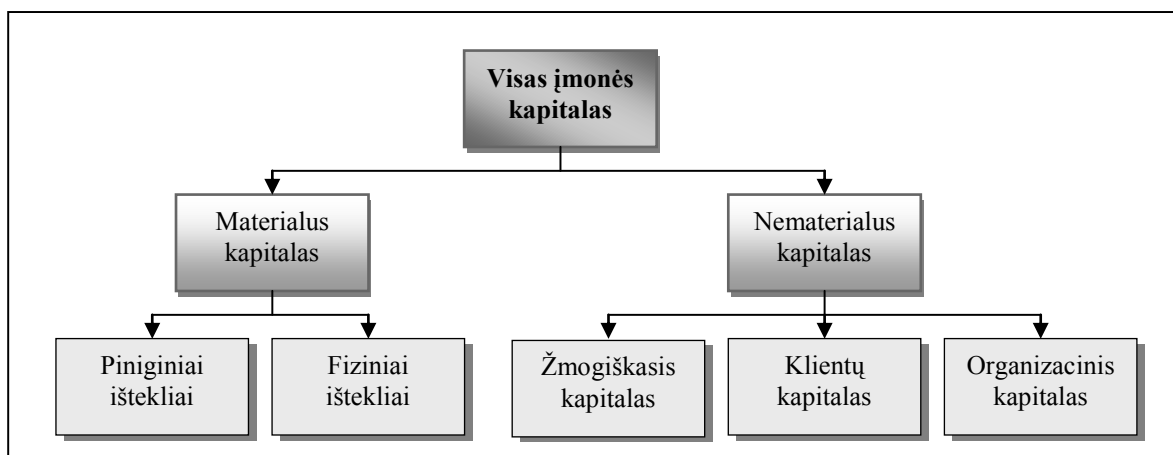 Visas įmonės
kapitalas
Materialus
kapitalas
Nematerialus
kapitalas
Piniginiai
ištekliai
Fiziniai
ištekliai
Žmogiškasis
kapitalas
Klientų
kapitalas
Organizacinis
kapitalas